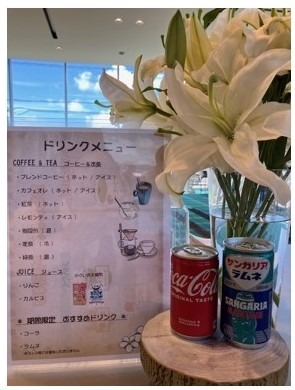 ドリンクメニュー
COFFEE & TEA コーヒー&お茶
・ブレンドコーヒー（ホット / アイス）
・カフェオレ（ホット / アイス）
・紅茶（ホット）
・レモンティ（アイス）
・緑茶（温）
JUICE ジュース
・りんご
・カルピス
＊ 期間限定 おすすめドリンク ＊
・コーラ
・ラムネ
Coca-Cola
ORIGINAL TASTE
サンガリア
ラムネ
SANGARIA